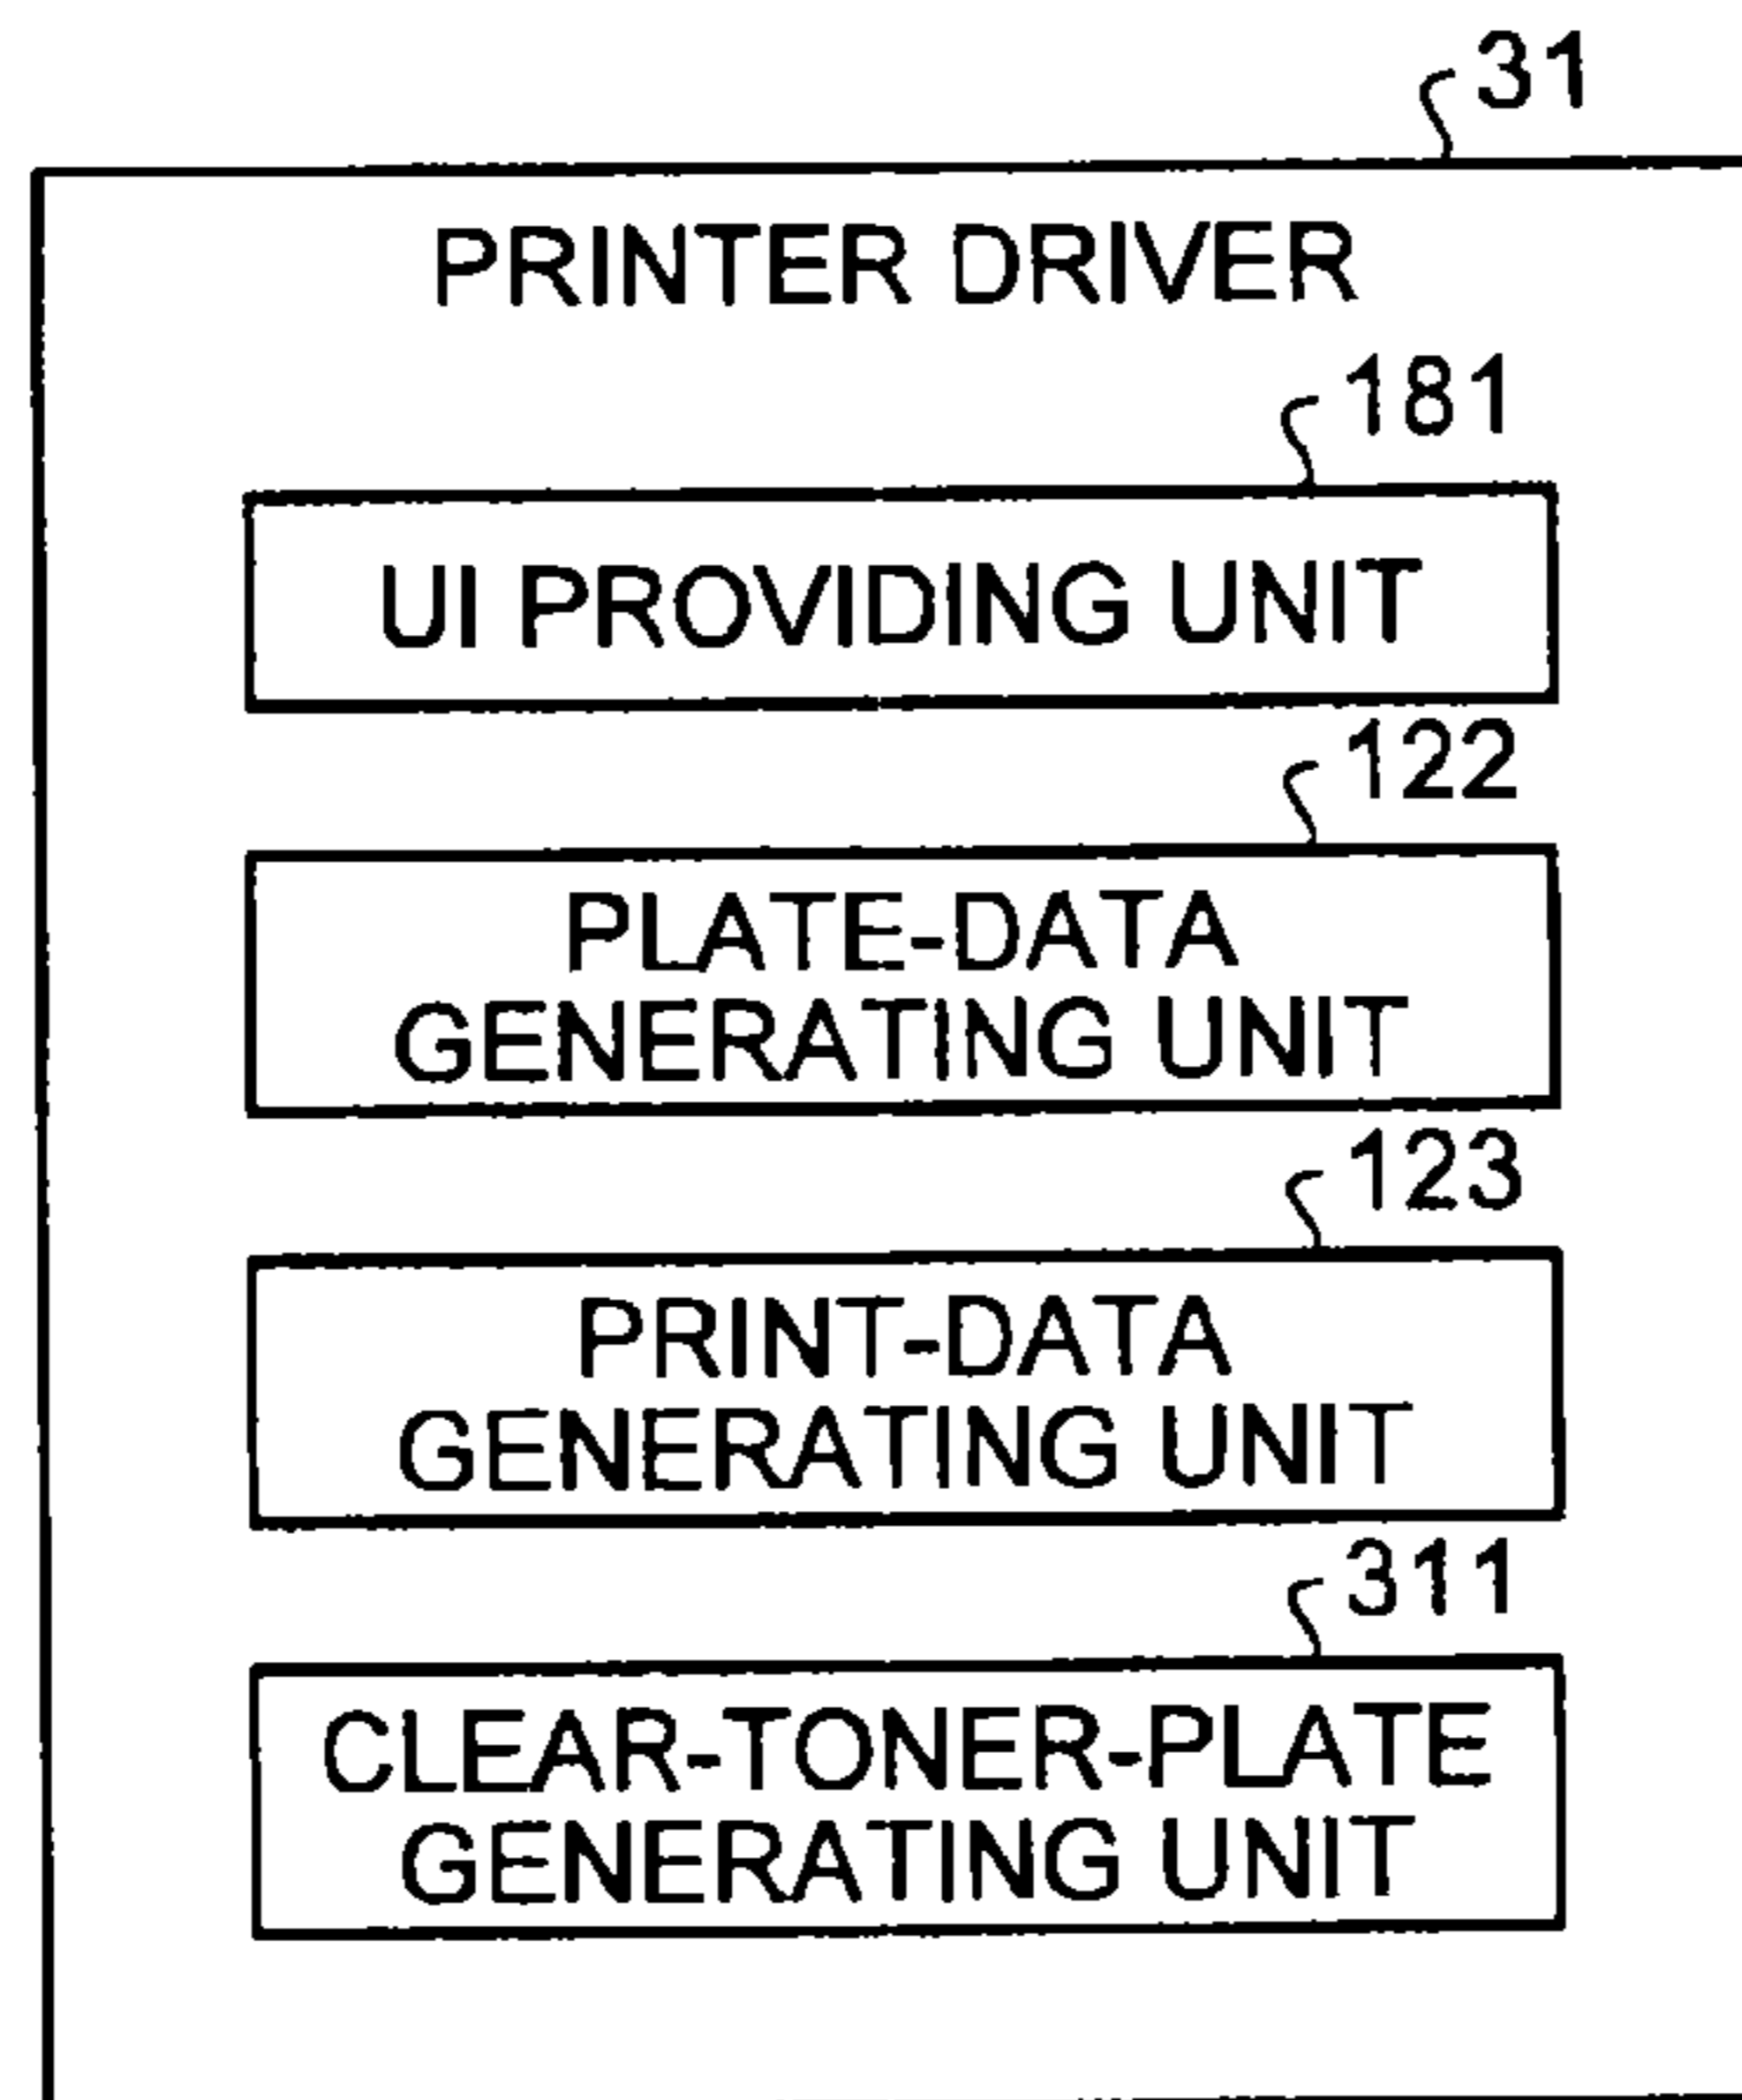 31
PRINTER DRIVER
181
UI PROVIDING UNIT
122
PLATE-DATA
GENERATING UNIT
123
PRINT-DATA
GENERATING UNIT
311
CLEAR-TONER-PLATE
GENERATING UNIT